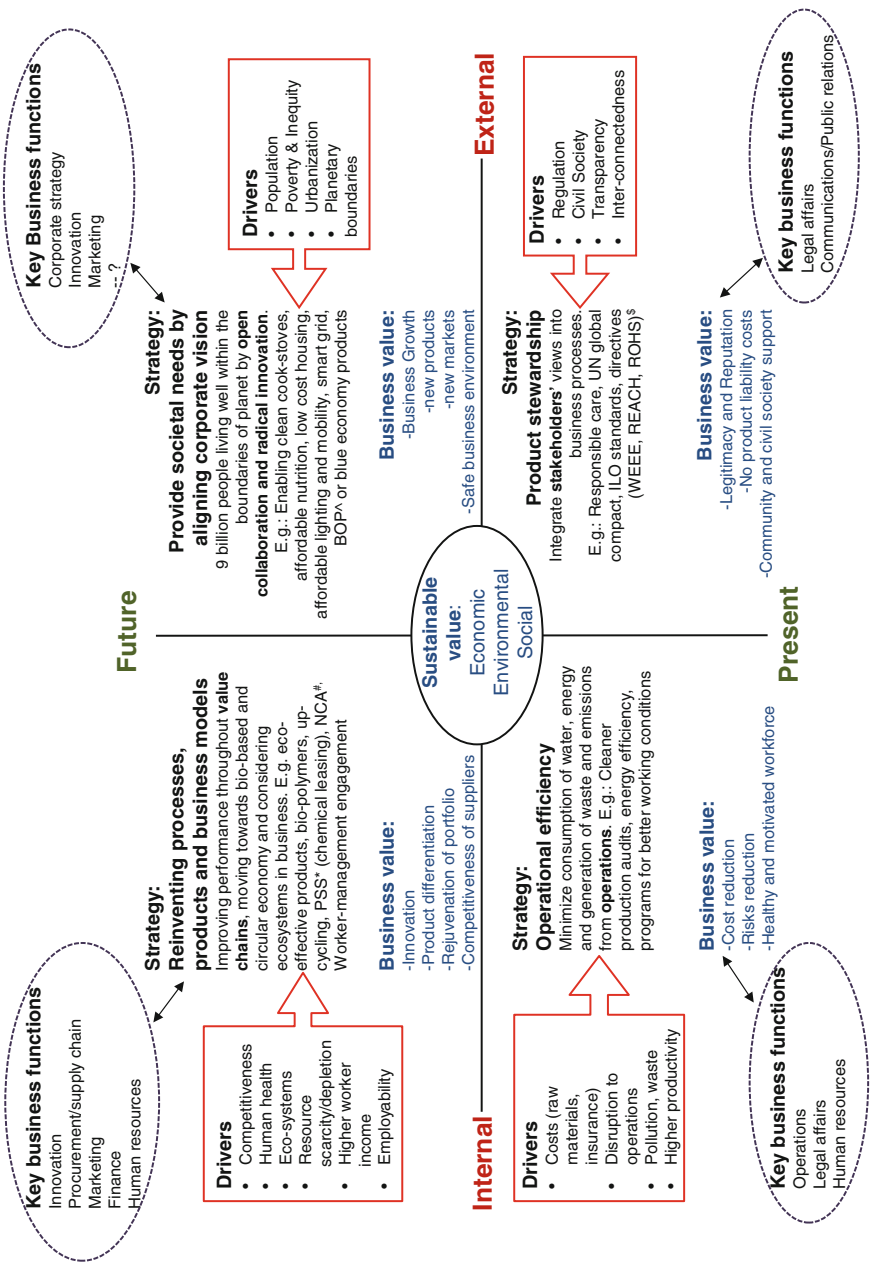 Future
Key business functions
Innovation
Procurement/supply chain
Marketing
Finance
Human resources
Strategy:
Reinventing processes,
products and business models
Improving performance throughout value
chains, moving towards bio-based and
circular economy and considering
ecosystems in business. E.g. eco-
effective products, bio-polymers, up-
cycling, PSS* (chemical leasing), NCA#,
Worker-management engagement
Drivers
• Competitiveness
• Human health
• Eco-systems
• Resource
scarcity/depletion
• Higher worker
income
• Employability
Business value:
-Innovation
-Product differentiation
-Rejuvenation of portfolio
-Competitiveness of suppliers
Key Business functions
Corporate strategy
Innovation
Marketing
--?
Strategy:
Provide societal needs by
aligning corporate vision
9 billion people living well within the
boundaries of planet by open
collaboration and radical innovation.
E.g.: Enabling clean cook-stoves,
affordable nutrition, low cost housing,
affordable lighting and mobility, smart grid,
BOP^ or blue economy products
Drivers
• Population
• Poverty & Inequity
• Urbanization
• Planetary
boundaries
Business value:
-Business Growth
-new products
-new markets
-Safe business environment
Internal
Sustainable
value:
Economic
Environmental
Social
External
Drivers
• Costs (raw
materials,
insurance)
• Disruption to
operations
• Pollution, waste
• Higher productivity
Strategy:
Operational efficiency
Minimize consumption of water, energy
and generation of waste and emissions
from operations. E.g.: Cleaner
production audits, energy efficiency,
programs for better working conditions
Business value:
-Cost reduction
-Risks reduction
-Healthy and motivated workforce
Key business functions
Operations
Legal affairs
Human resources
Strategy:
Product stewardship
Integrate stakeholders' views into
business processes.
E.g.: Responsible care, UN global
compact, ILO standards, directives
(WEEE, REACH, ROHS)$
Drivers
• Regulation
• Civil Society
• Transparency
• Inter-connectedness
Business value:
-Legitimacy and Reputation
-No product liability costs
-Community and civil society support
Key business functions
Legal affairs
Communications/Public relations
Present